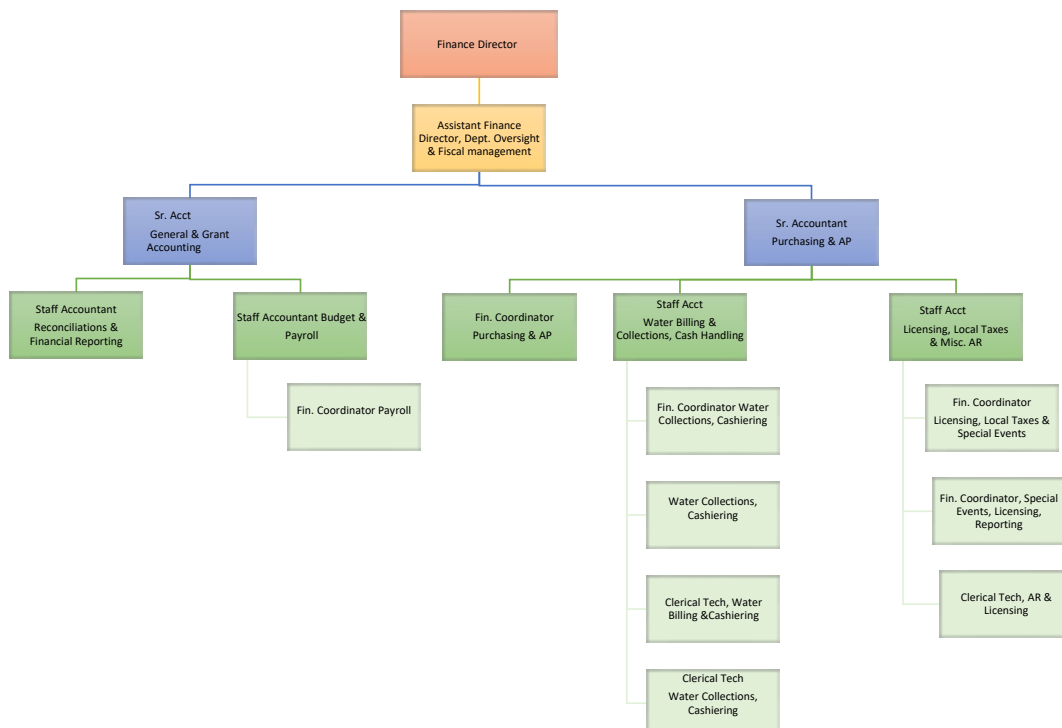 Finance Director
Assistant Finance
Director, Dept. Oversight
& Fiscal management
Sr. Acct
General & Grant
Accounting
Sr. Accountant
Purchasing & AP
Staff Accountant
Reconciliations &
Financial Reporting
Staff Accountant Budget &
Payroll
Fin. Coordinator
Purchasing & AP
Staff Acct
Water Billing &
Collections, Cash Handling
Staff Acct
Licensing, Local Taxes
& Misc. AR
Fin. Coordinator Payroll
Fin. Coordinator Water
Collections, Cashiering
Fin. Coordinator
Licensing, Local Taxes &
Special Events
Water Collections,
Cashiering
Fin. Coordinator, Special
Events, Licensing,
Reporting
Clerical Tech, Water
Billing &Cashiering
Clerical Tech, AR &
Licensing
Clerical Tech
Water Collections,
Cashiering